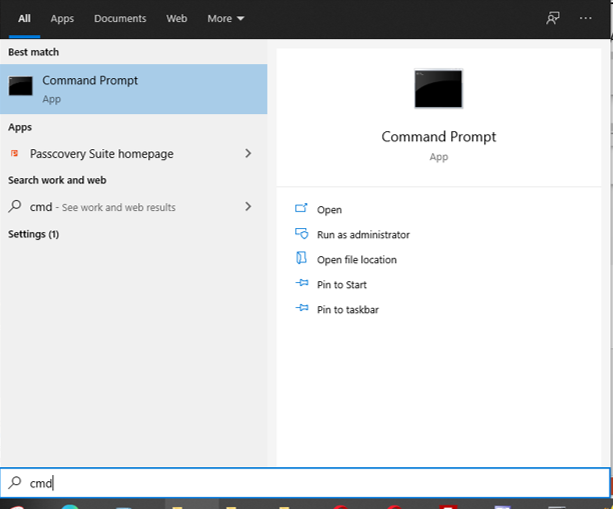 All Apps Documents Web More
Best match
Command Prompt
App
Apps
Passcovery Suite homepage
Search work and web
cmd - See work and web results
Settings (1)
Command Prompt
App
Open
Run as administrator
Open file location
Pin to Start
Pin to taskbar
cmd